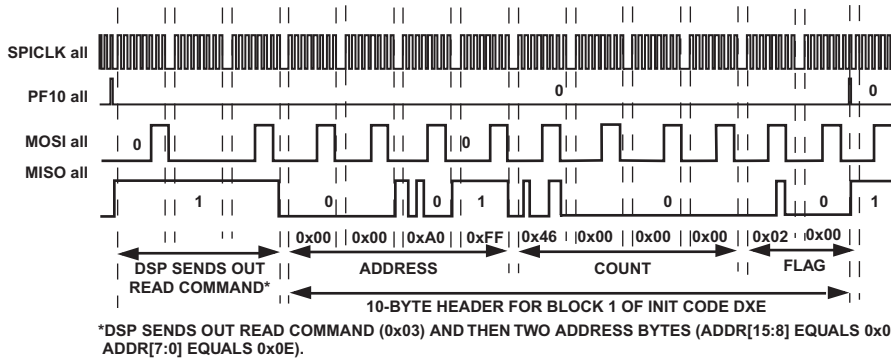 SPICLK all
PF10 all
0
0
MOSI all
0
0
MISO all
1
0
0
1
0
0
1
0x00
0x00
0xA0
0xFF
0x46
0x00
0x00
0x00
0x02
0x00
DSP SENDS OUT
READ COMMAND*
ADDRESS
COUNT
FLAG
10-BYTE HEADER FOR BLOCK 1 OF INIT CODE DXE
*DSP SENDS OUT READ COMMAND (0x03) AND THEN TWO ADDRESS BYTES (ADDR[15:8] EQUALS 0x0
ADDR[7:0] EQUALS 0x0E).